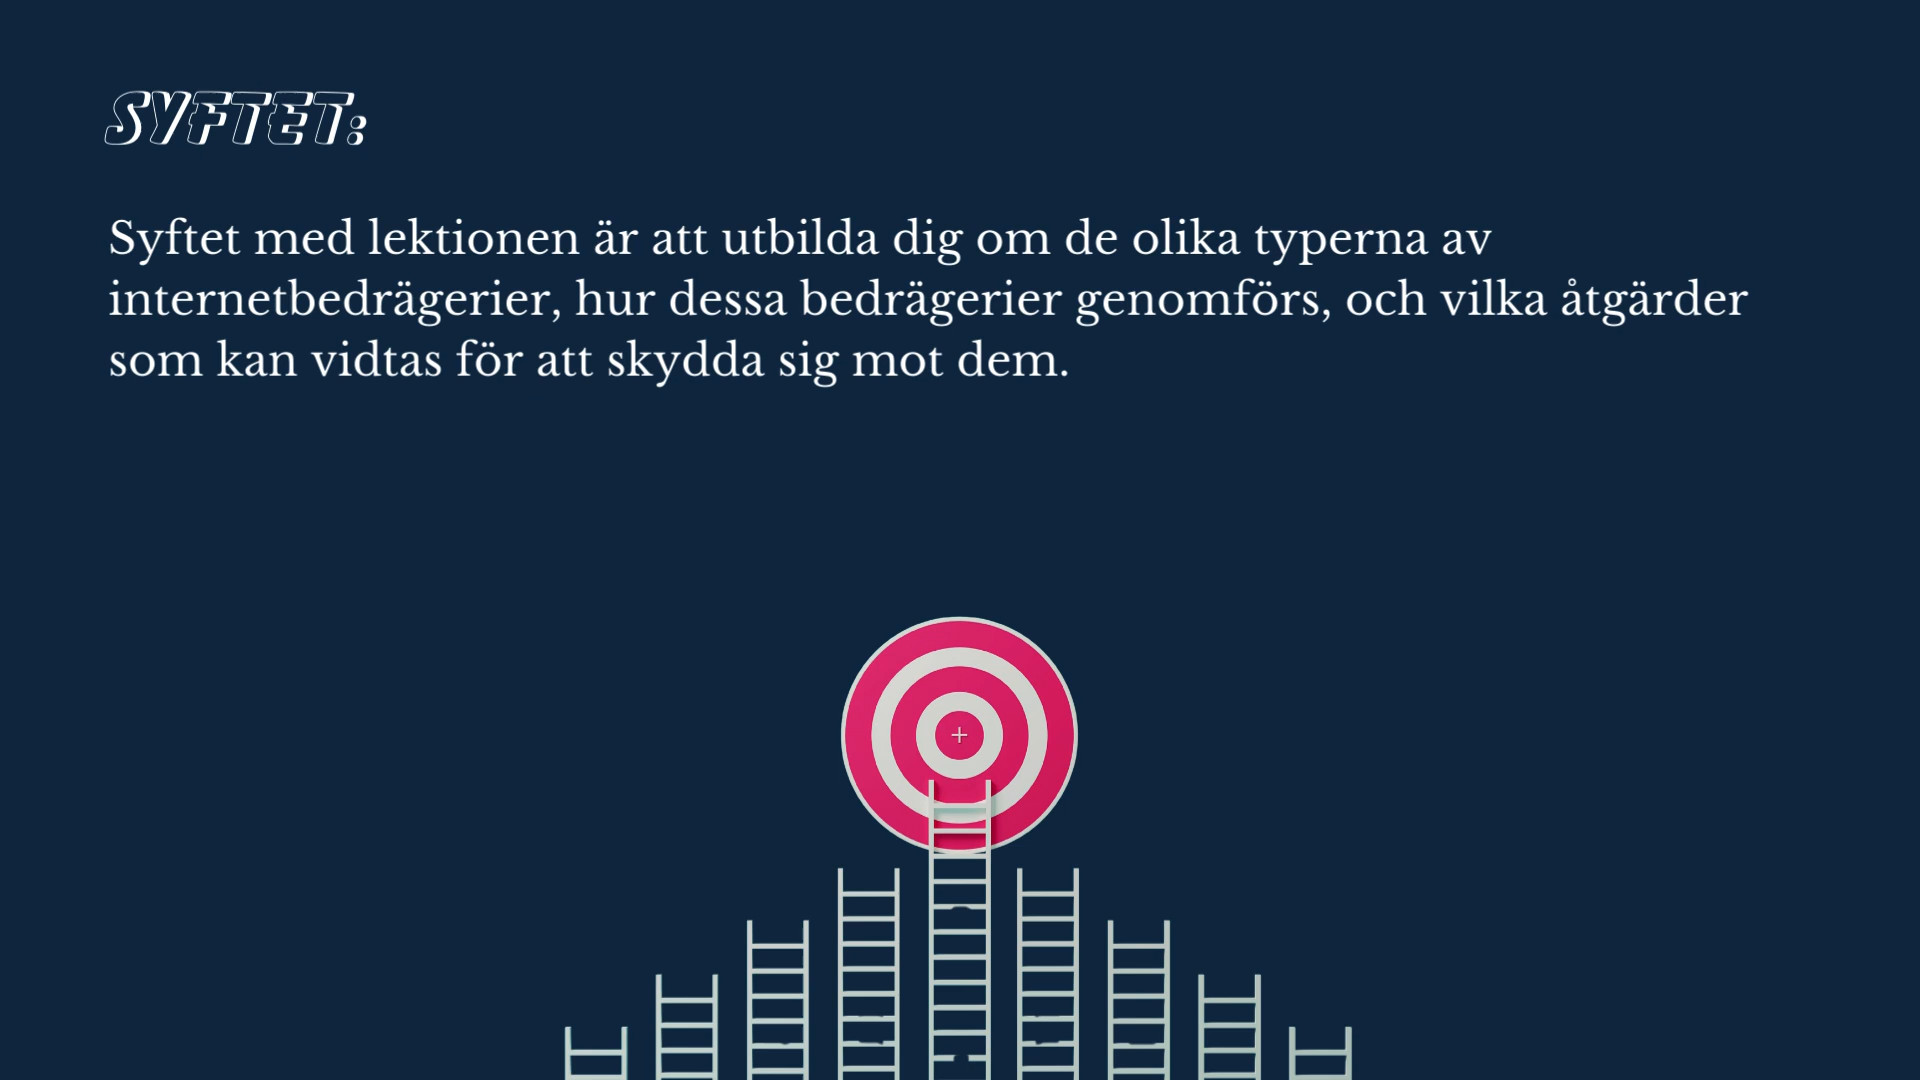 SYFTET:
Syftet med lektionen är att utbilda dig om de olika typerna av
internetbedrägerier, hur dessa bedrägerier genomförs, och vilka åtgärder
som kan vidtas för att skydda sig mot dem.